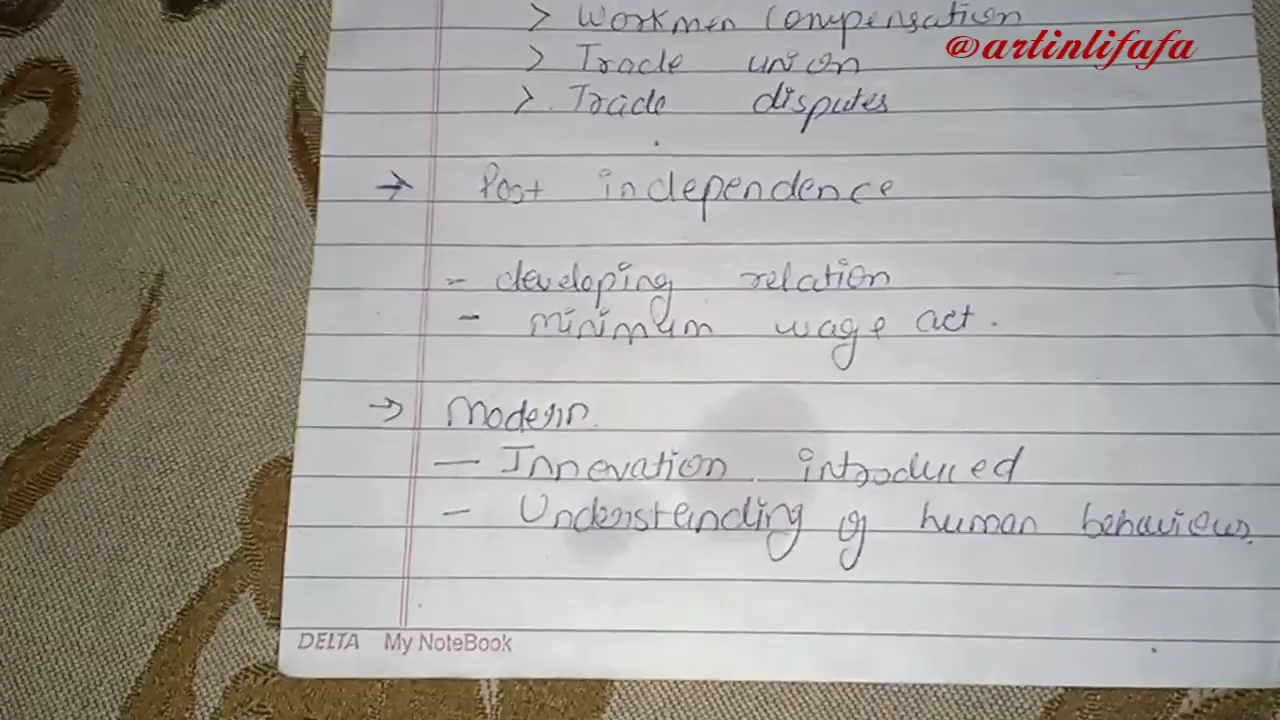 > Workmen Compensation
@artinlifafa
> Trade union
> Trade disputes
→ Post independence
- developing relation
- minimum wage act.
→ Modern.
- Innovation introduced
- Understanding of human behaviour.
DELTA My NoteBook